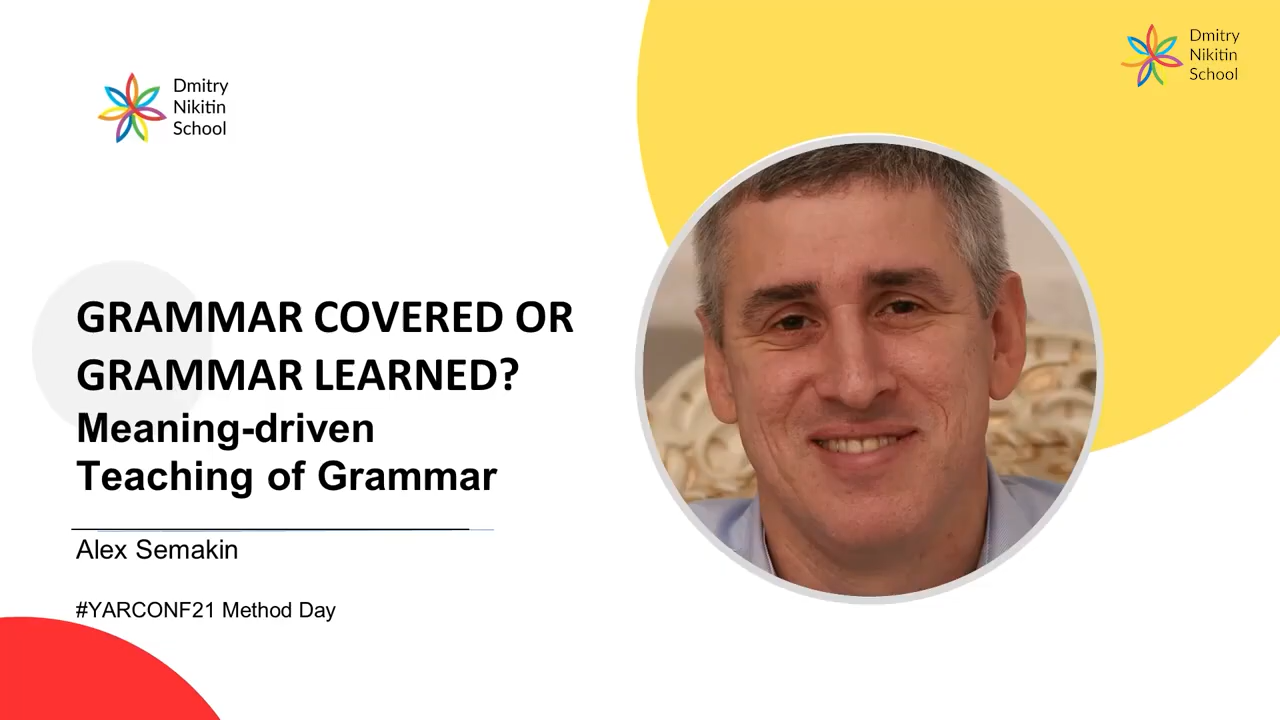 Dmitry
Nikitin
School
Dmitry
Nikitin
School
GRAMMAR COVERED OR
GRAMMAR LEARNED?
Meaning-driven
Teaching of Grammar
Alex Semakin
#YARCONF21 Method Day